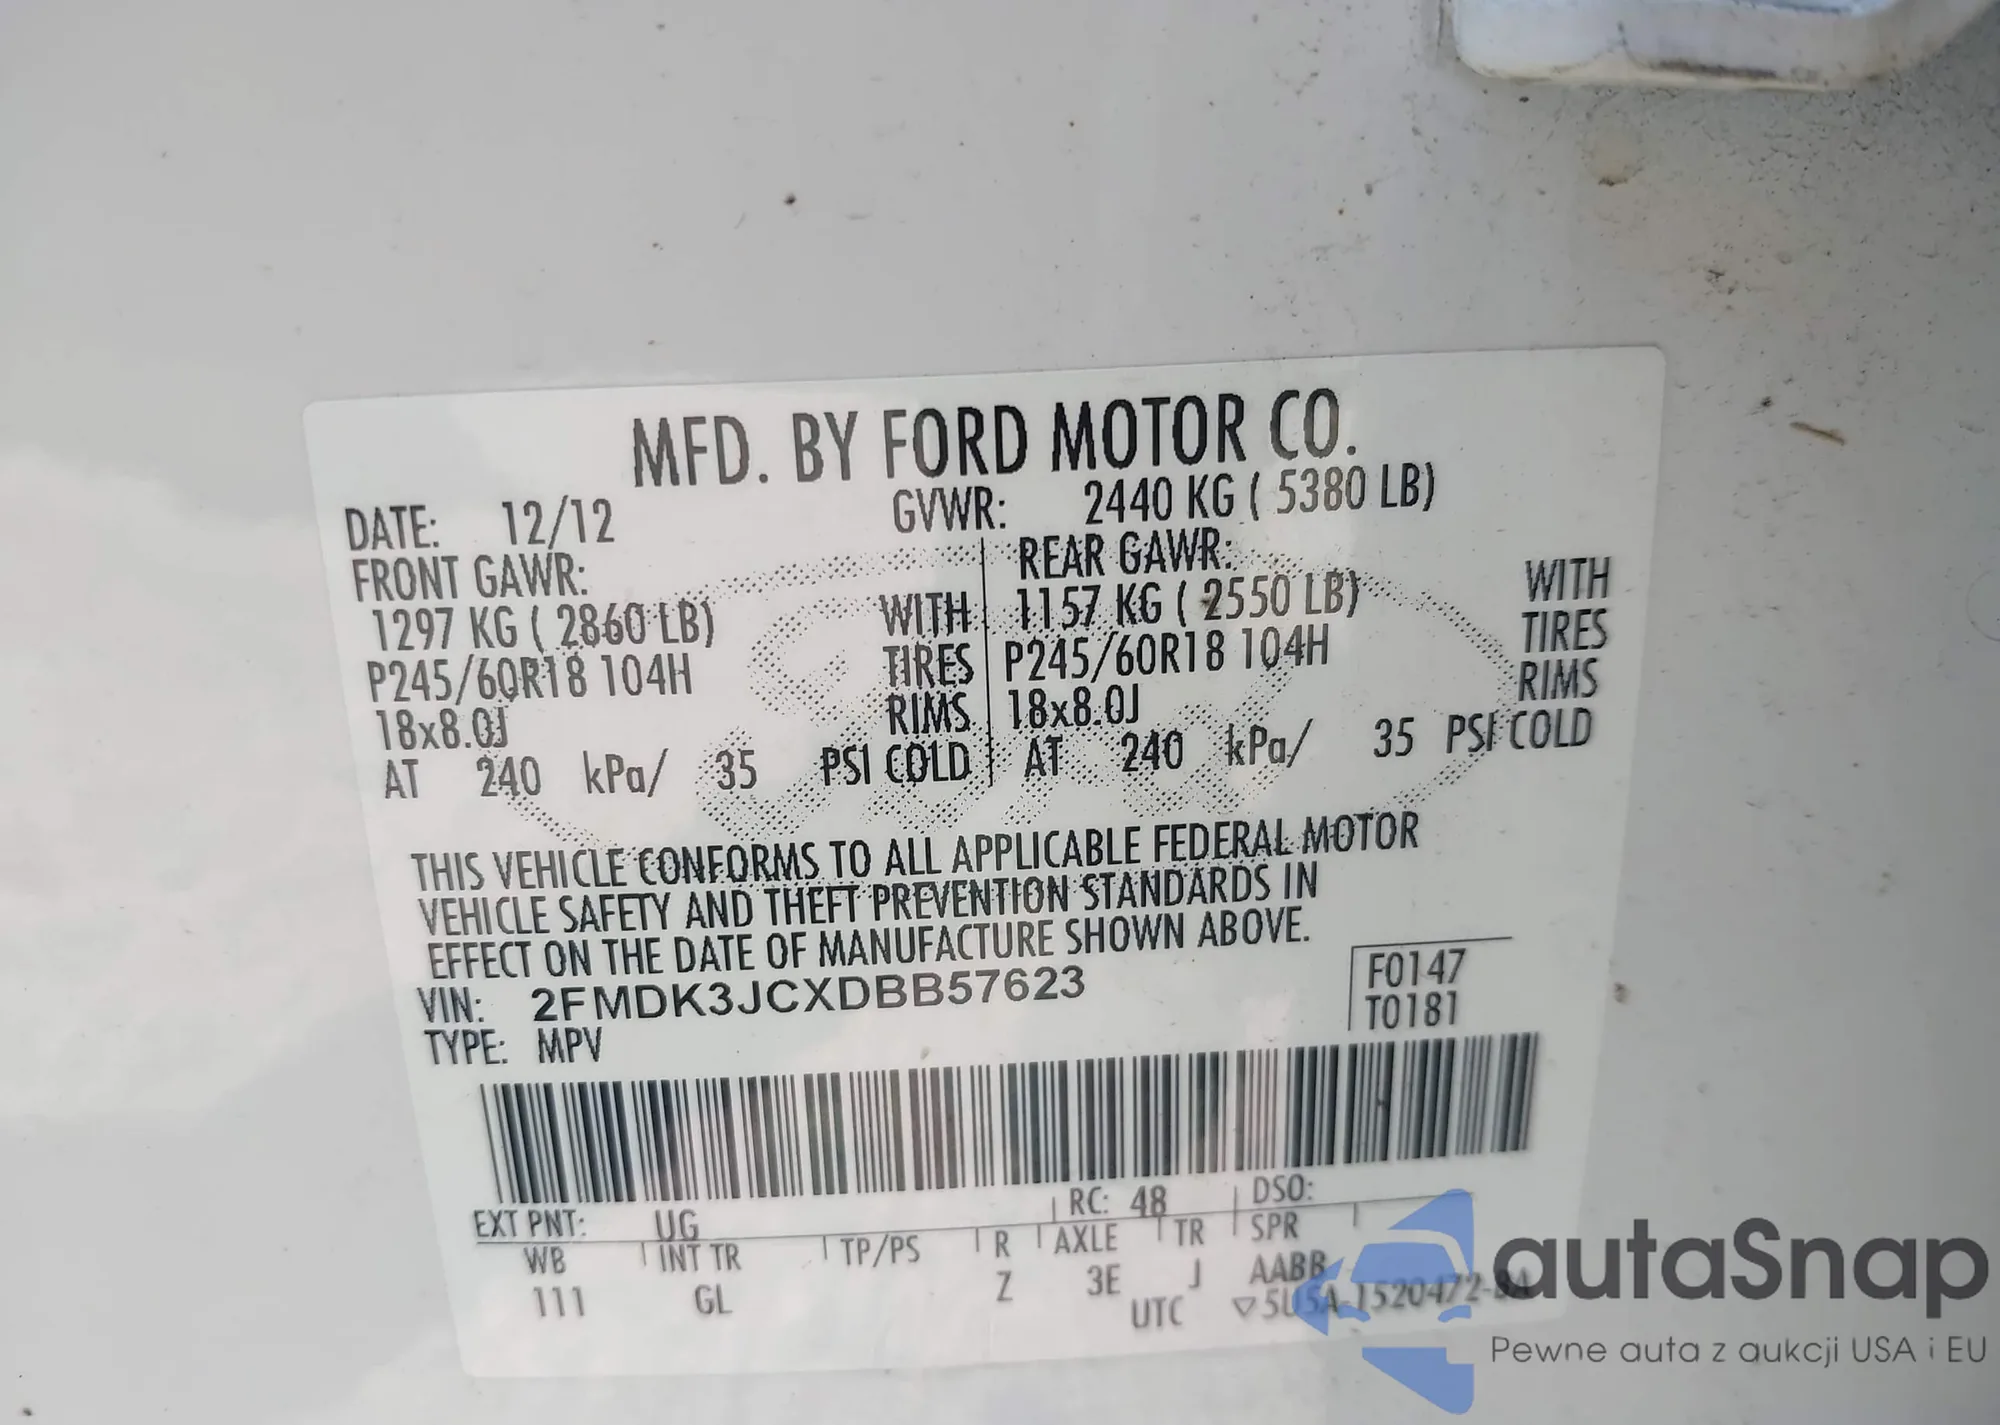 MFD. BY FORD MOTOR CO.
DATE: 12/12 GVWR: 2440 KG ( 5380 LB)
FRONT GAWR: REAR GAWR:
1297 KG ( 2860 LB) WITH 1157 KG ( 2550 LB) WITH
P245/60R18 104H TIRES P245/60R18 104H TIRES
18x8.0J RIMS 18x8.0J RIMS
AT 240 kPa/ 35 PSI COLD AT 240 kPa/ 35 PSI COLD
THIS VEHICLE CONFORMS TO ALL APPLICABLE FEDERAL MOTOR
VEHICLE SAFETY AND THEFT PREVENTION STANDARDS IN
EFFECT ON THE DATE OF MANUFACTURE SHOWN ABOVE.
VIN: 2FMDK3JCXDBB57623 F0147
TYPE: MPV T0181
EXT PNT: UG RC: 48 DSO:
WB INT TR TP/PS R AXLE TR SPR
111 GL Z 3E J AABB
UTC ▽5U5A-1520472-BA
autaSnap
Pewne auta z aukcji USA i EU